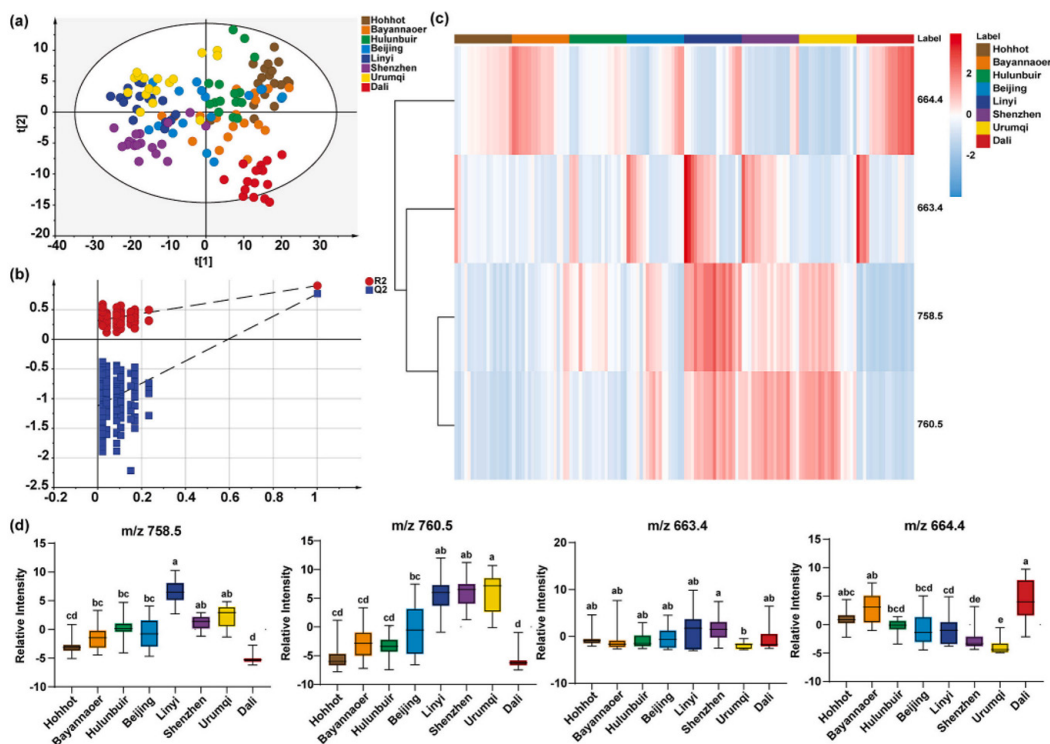 (a)
t[2]
10
5
0
-5
-10
-15
-20
-40
-30
-20
-10
0
10
20
30
t[1]
Hohhot
Bayannaoer
Hulunbuir
Beijing
Linyi
Shenzhen
Urumqi
Dali
(b)
0.5
0
-0.5
-1
-1.5
-2
-2.5
-0.2
0
0.2
0.4
0.6
0.8
1
R2
Q2
(c)
Label
664.4
663.4
758.5
760.5
2
0
-2
Label
Hohhot
Bayannaoer
Hulunbuir
Beijing
Linyi
Shenzhen
Urumqi
Dali
(d)
m/z 758.5
Relative Intensity
15
10
5
0
-5
-10
cd
bc
bc
bc
a
ab
ab
d
Hohhot
Bayannaoer
Hulunbuir
Beijng
Linyi
Shenzhen
Urumqi
Dali
m/z 760.5
Relative Intensity
15
10
5
0
-5
-10
cd
cd
cd
bc
ab
ab
a
d
Hohhot
Bayannaoer
Hulunbuir
Beijing
Linyi
Shenzhen
Urumqi
Dali
m/z 663.4
Relative Intensity
20
15
10
5
0
-5
-10
ab
ab
ab
ab
ab
a
b
ab
Hohhot
Bayannaoer
Hulunbuir
Beijing
Linyi
Shenzhen
Urumqi
Dali
m/z 664.4
Relative Intensity
15
10
5
0
-5
-10
abc
ab
bcd
bcd
cd
de
e
a
Hohhot
Bayannaoer
Hulunbuir
Beijing
Linyi
Shenzhen
Urumqi
Dali